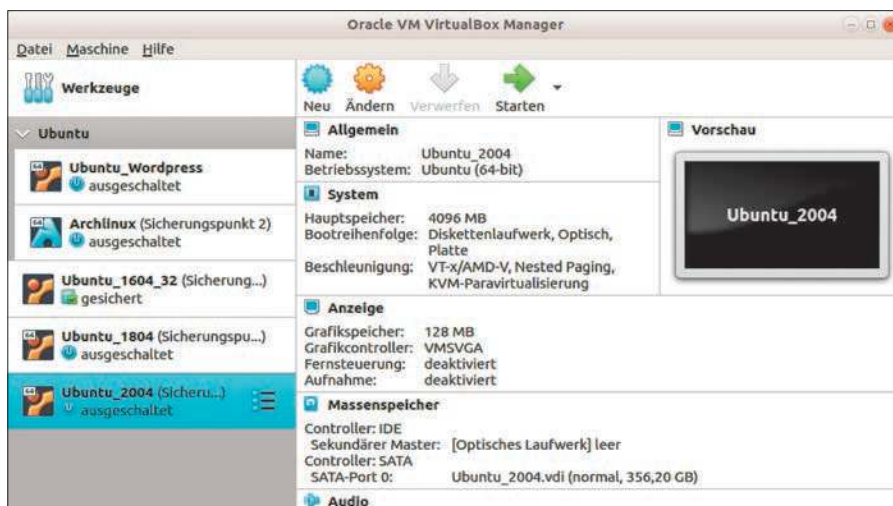 Oracle VM VirtualBox Manager
Datei Maschine Hilfe
Werkzeuge
Neu Ändern Verwerfen Starten
Ubuntu
64 Ubuntu_Wordpress
ausgeschaltet
64 Archlinux (Sicherungspunkt 2)
ausgeschaltet
Ubuntu_1604_32 (Sicherung...)
gesichert
64 Ubuntu_1804 (Sicherungspu...)
ausgeschaltet
64 Ubuntu_2004 (Sicheru...)
ausgeschaltet
Allgemein
Name: Ubuntu_2004
Betriebssystem: Ubuntu (64-bit)
System
Hauptspeicher: 4096 MB
Bootreihenfolge: Diskettenlaufwerk, Optisch,
Platte
Beschleunigung: VT-x/AMD-V, Nested Paging,
KVM-Paravirtualisierung
Anzeige
Grafikspeicher: 128 MB
Grafikcontroller: VMSVGA
Fernsteuerung: deaktiviert
Aufnahme: deaktiviert
Massenspeicher
Controller: IDE
Sekundärer Master: [Optisches Laufwerk] leer
Controller: SATA
SATA-Port 0: Ubuntu_2004.vdi (normal, 356,20 GB)
Audio
Vorschau
Ubuntu_2004